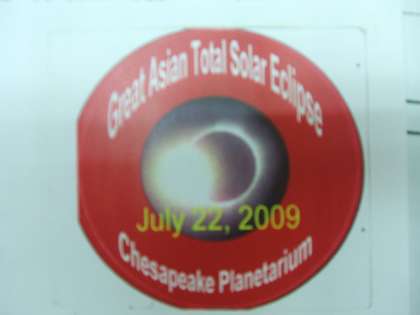 Great Asian Total Solar Eclipse
July 22, 2009
Chesapeake Planetarium